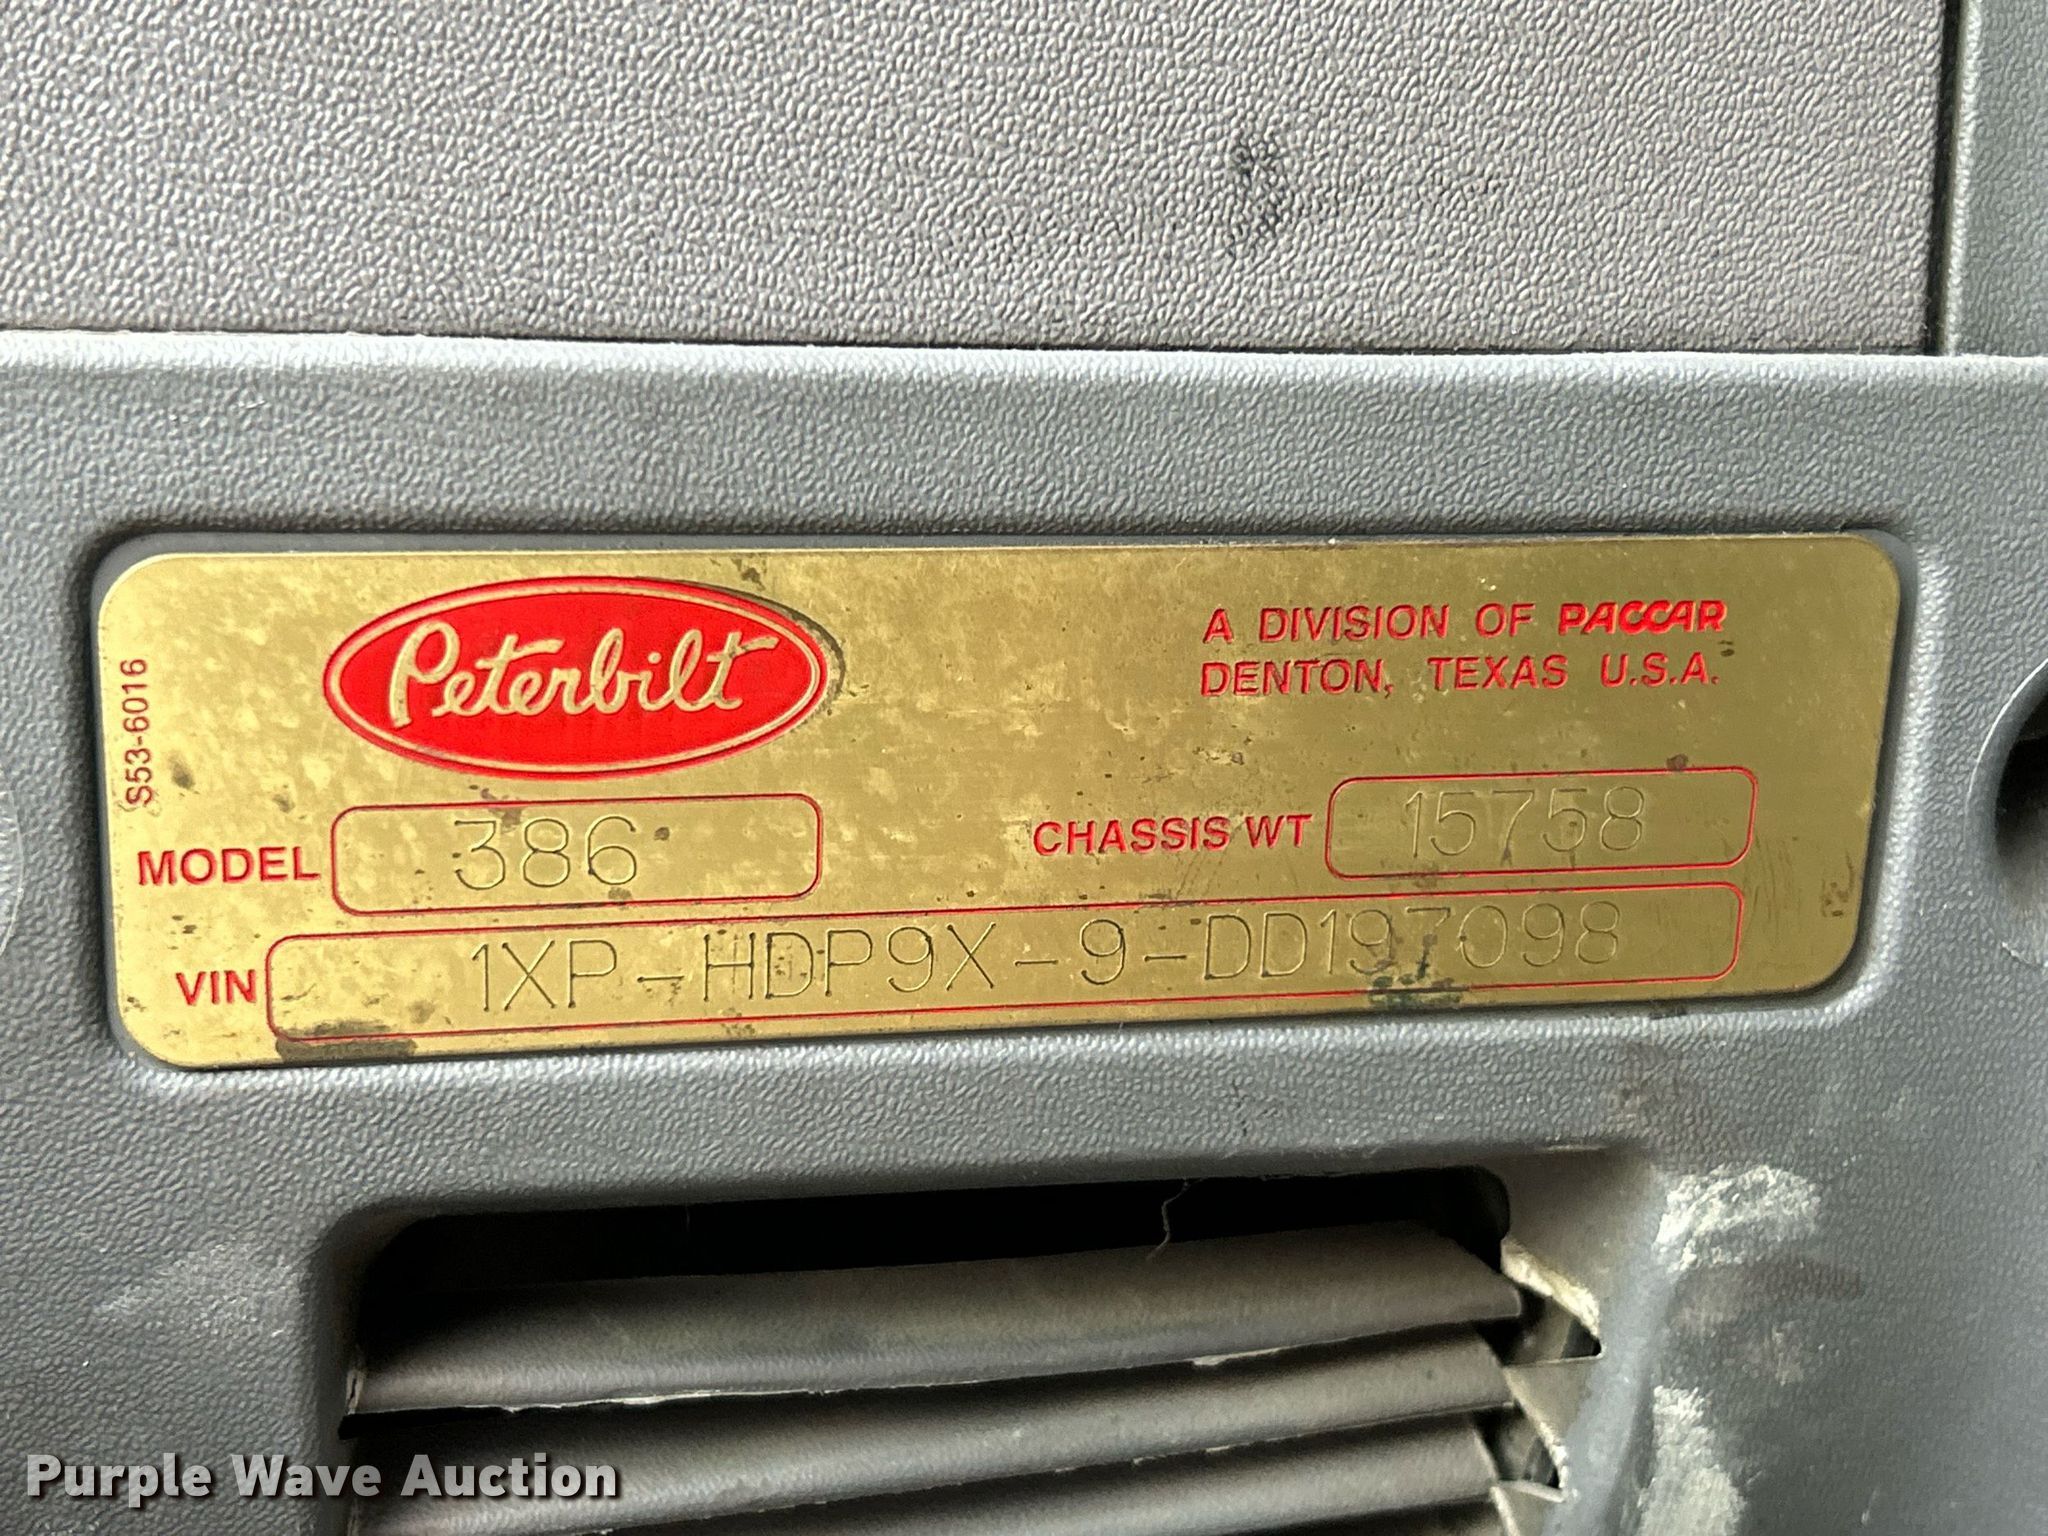 S53-6016
Peterbilt
A DIVISION OF PACCAR
DENTON, TEXAS U.S.A.
MODEL 386
CHASSIS WT 15758
VIN 1XP-HDP9X-9-DD197098
Purple Wave Auction